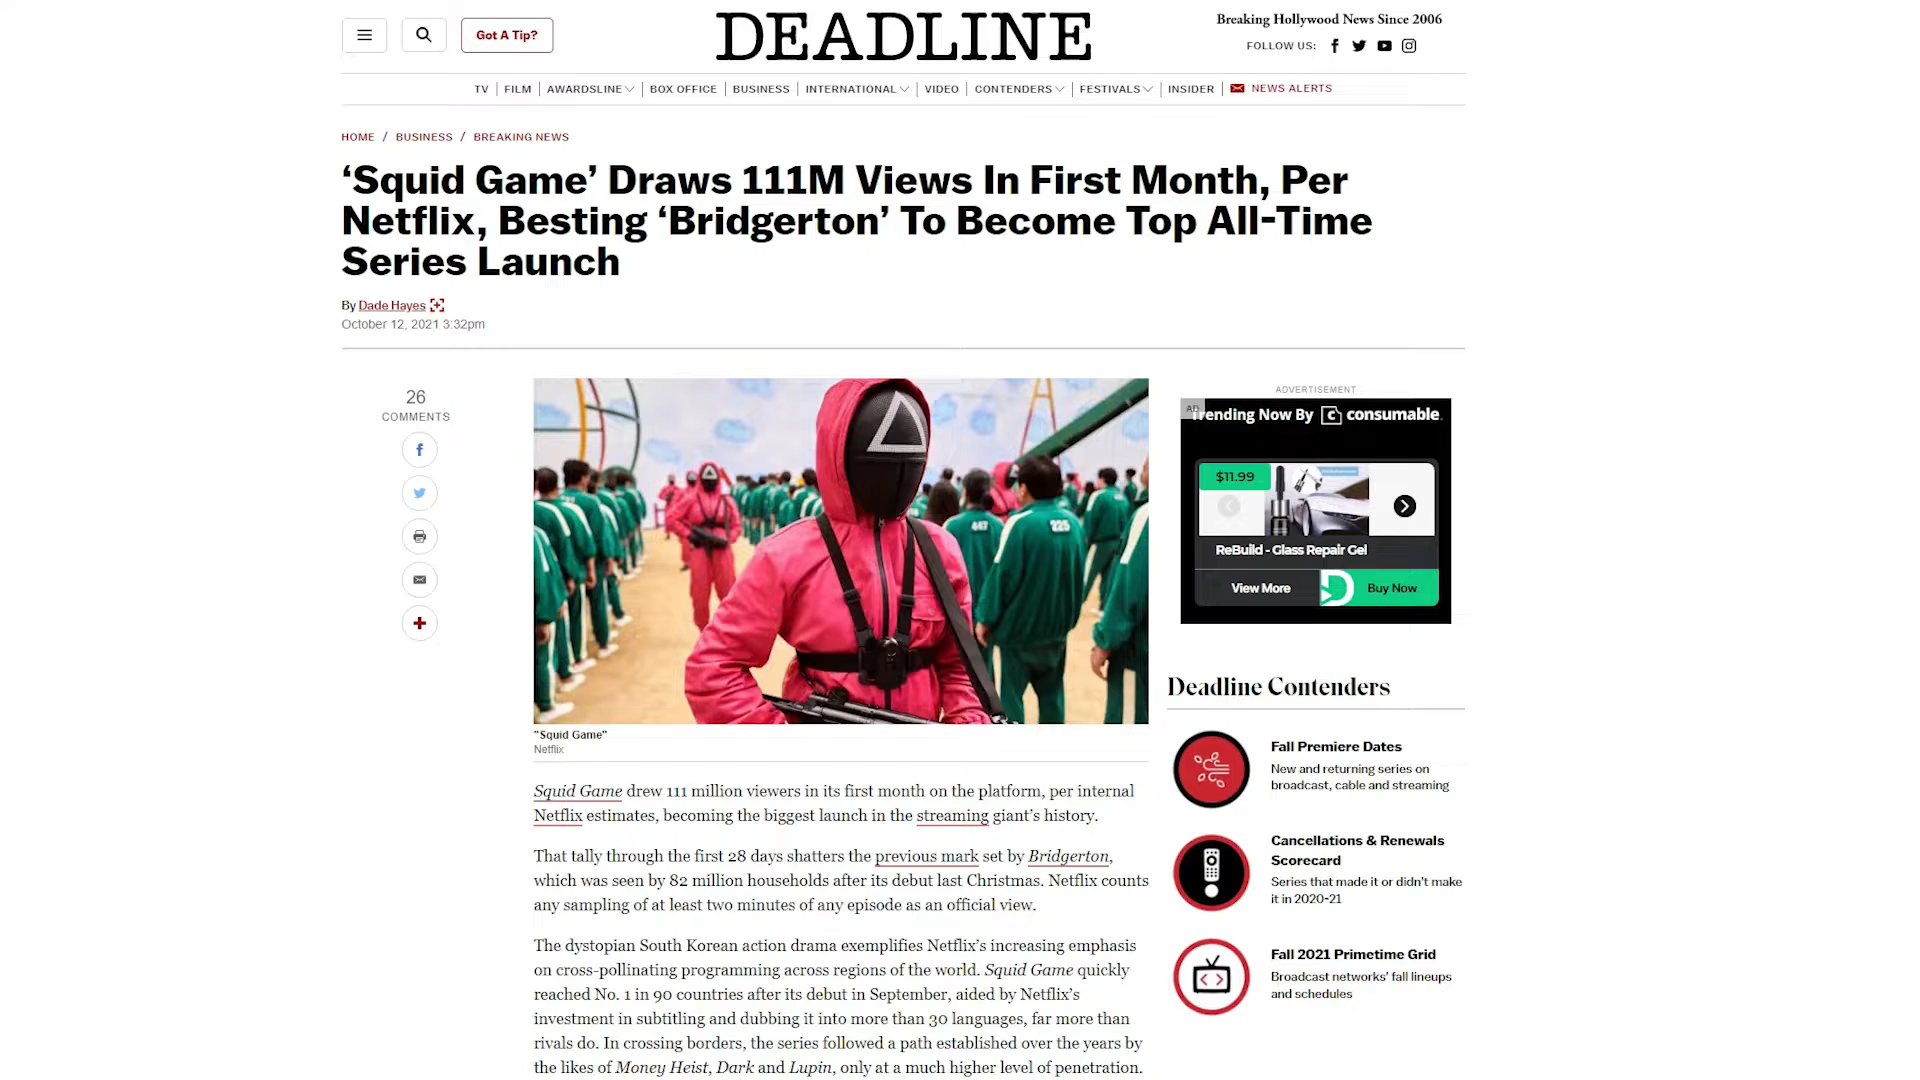 Got A Tip?
DEADLINE
Breaking Hollywood News Since 2006
FOLLOW US:
TV | FILM | AWARDSLINE | BOX OFFICE | BUSINESS | INTERNATIONAL | VIDEO | CONTENDERS | FESTIVALS | INSIDER | NEWS ALERTS
HOME / BUSINESS / BREAKING NEWS
‘Squid Game’ Draws 111M Views In First Month, Per
Netflix, Besting ‘Bridgerton’ To Become Top All-Time
Series Launch
By Dade Hayes
October 12, 2021 3:32pm
26
COMMENTS
447
225
"Squid Game"
Netflix
Squid Game drew 111 million viewers in its first month on the platform, per internal
Netflix estimates, becoming the biggest launch in the streaming giant’s history.
That tally through the first 28 days shatters the previous mark set by Bridgerton,
which was seen by 82 million households after its debut last Christmas. Netflix counts
any sampling of at least two minutes of any episode as an official view.
The dystopian South Korean action drama exemplifies Netflix’s increasing emphasis
on cross-pollinating programming across regions of the world. Squid Game quickly
reached No. 1 in 90 countries after its debut in September, aided by Netflix’s
investment in subtitling and dubbing it into more than 30 languages, far more than
rivals do. In crossing borders, the series followed a path established over the years by
the likes of Money Heist, Dark and Lupin, only at a much higher level of penetration.
ADVERTISEMENT
AD
Trending Now By consumable.
$11.99
ReBuild - Glass Repair Gel
View More
Buy Now
Deadline Contenders
Fall Premiere Dates
New and returning series on
broadcast, cable and streaming
Cancellations & Renewals
Scorecard
Series that made it or didn’t make
it in 2020-21
Fall 2021 Primetime Grid
Broadcast networks’ fall lineups
and schedules